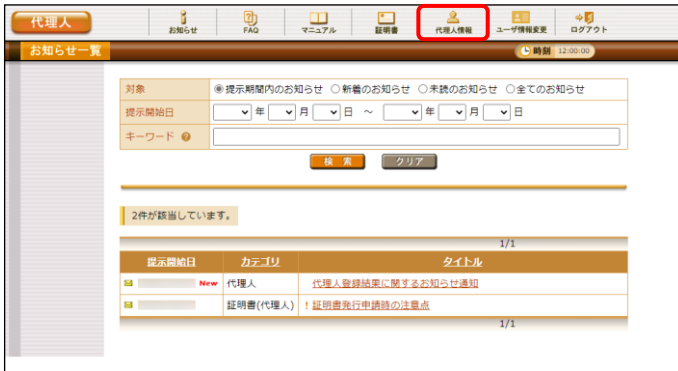 代理人
お知らせ FAQ マニュアル 証明書 代理人情報 ユーザ情報変更 ログアウト
お知らせ一覧 時刻 12:00:00
対象 提示期間内のお知らせ 新着のお知らせ 未読のお知らせ 全てのお知らせ
提示開始日 年 月 日 ～ 年 月 日
キーワード ?
検 索 クリア
2件が該当しています。
1/1
提示開始日 カテゴリ タイトル
New 代理人 代理人登録結果に関するお知らせ通知
証明書(代理人) ! 証明書発行申請時の注意点
1/1